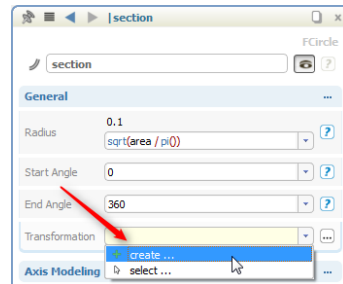 |section
FCircle
section
General
Radius
0.1
sqrt(area / pi())
Start Angle
0
End Angle
360
Transformation
create ...
Axis Modeling
select ...